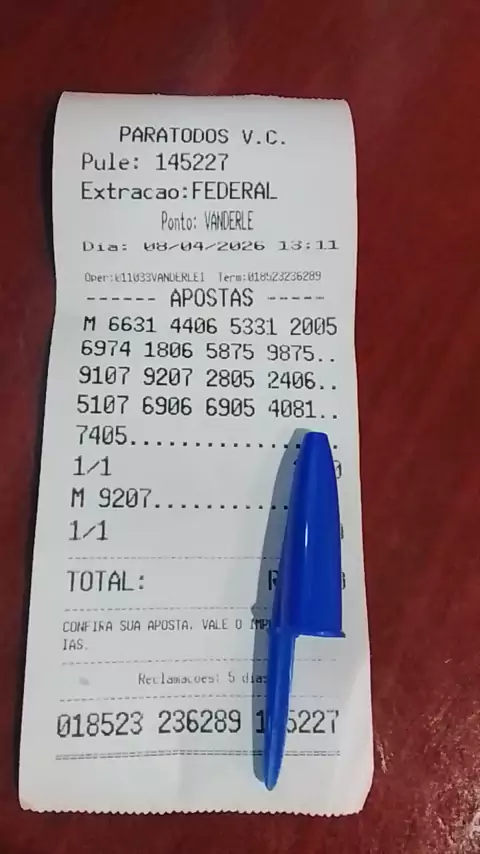 PARATODOS V.C.
Pule: 145227
Extracao:FEDERAL
Ponto: VANDERLE
Dia: 08/04/2026 13:11
Oper:011033VANDERLEI Term:018523236289
------ APOSTAS -----
M 6631 4406 5331 2005
6974 1806 5875 9875..
9107 9207 2805 2406..
5107 6906 6905 4081..
7405..............
1/1
M 9207...........
1/1
TOTAL:
CONFIRA SUA APOSTA. VALE O
IAS.
Reclamacoes: 5 dias
018523 236289